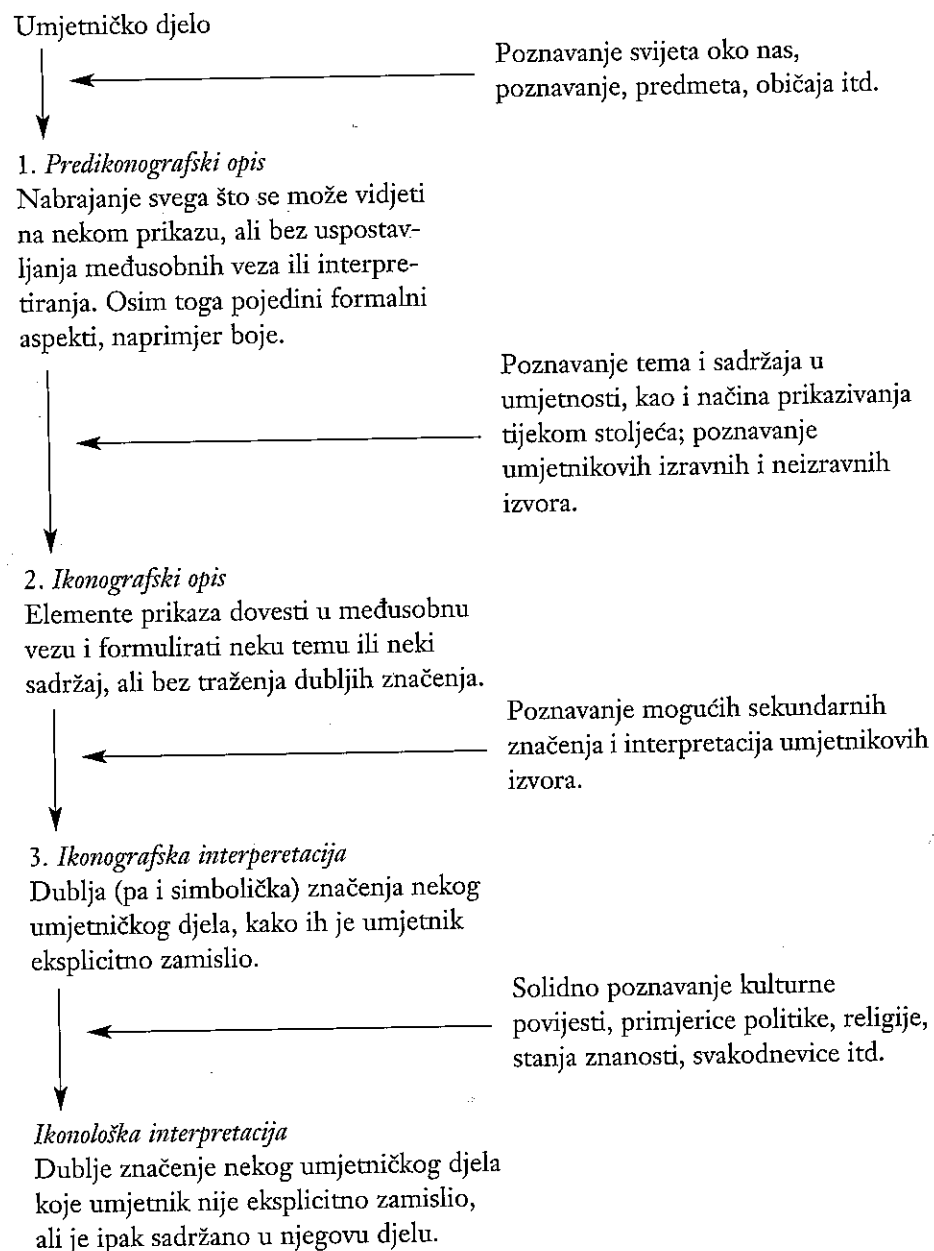 Umjetničko djelo
Poznavanje svijeta oko nas,
poznavanje, predmeta, običaja itd.
1. Predikonografski opis
Nabrajanje svega što se može vidjeti
na nekom prikazu, ali bez uspostav-
ljanja međusobnih veza ili interpre-
tiranja. Osim toga pojedini formalni
aspekti, naprimjer boje.
Poznavanje tema i sadržaja u
umjetnosti, kao i načina prikazivanja
tijekom stoljeća; poznavanje
umjetnikovih izravnih i neizravnih
izvora.
2. Ikonografski opis
Elemente prikaza dovesti u međusobnu
vezu i formulirati neku temu ili neki
sadržaj, ali bez traženja dubljih značenja.
Poznavanje mogućih sekundarnih
značenja i interpretacija umjetnikovih
izvora.
3. Ikonografska interperetacija
Dublja (pa i simbolička) značenja nekog
umjetničkog djela, kako ih je umjetnik
eksplicitno zamislio.
Solidno poznavanje kulturne
povijesti, primjerice politike, religije,
stanja znanosti, svakodnevice itd.
Ikonološka interpretacija
Dublje značenje nekog umjetničkog djela
koje umjetnik nije eksplicitno zamislio,
ali je ipak sadržano u njegovu djelu.